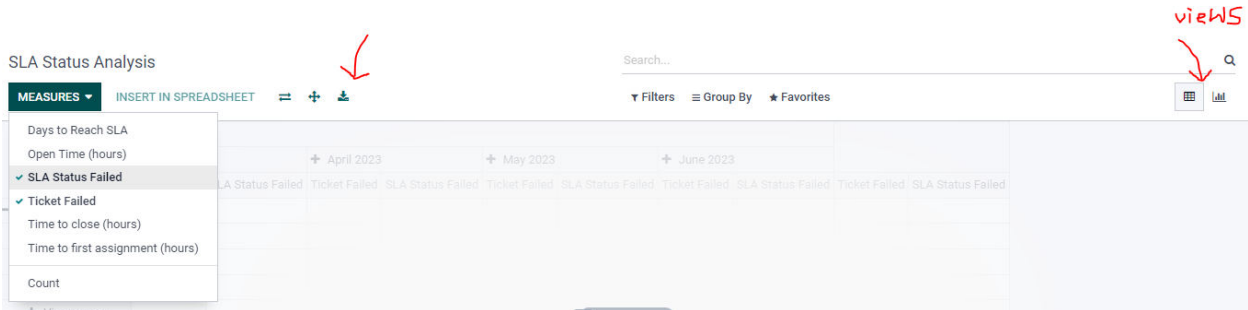 views
SLA Status Analysis
Search...
MEASURES
INSERT IN SPREADSHEET
Filters
Group By
Favorites
Days to Reach SLA
Open Time (hours)
SLA Status Failed
Ticket Failed
Time to close (hours)
Time to first assignment (hours)
Count
April 2023
May 2023
June 2023
LA Status Failed Ticket Failed SLA Status Failed Ticket Failed SLA Status Failed Ticket Failed SLA Status Failed Ticket Failed SLA Status Failed